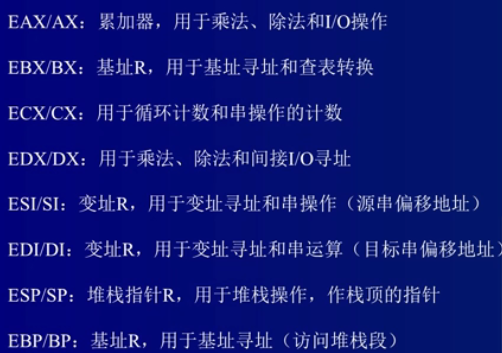 EAX/AX：累加器，用于乘法、除法和I/O操作
EBX/BX：基址R，用于基址寻址和查表转换
ECX/CX：用于循环计数和串操作的计数
EDX/DX：用于乘法、除法和间接I/O寻址
ESI/SI：变址R，用于变址寻址和串操作（源串偏移地址）
EDI/DI：变址R，用于变址寻址和串运算（目标串偏移地址）
ESP/SP：堆栈指针R，用于堆栈操作，作栈顶的指针
EBP/BP：基址R，用于基址寻址（访问堆栈段）